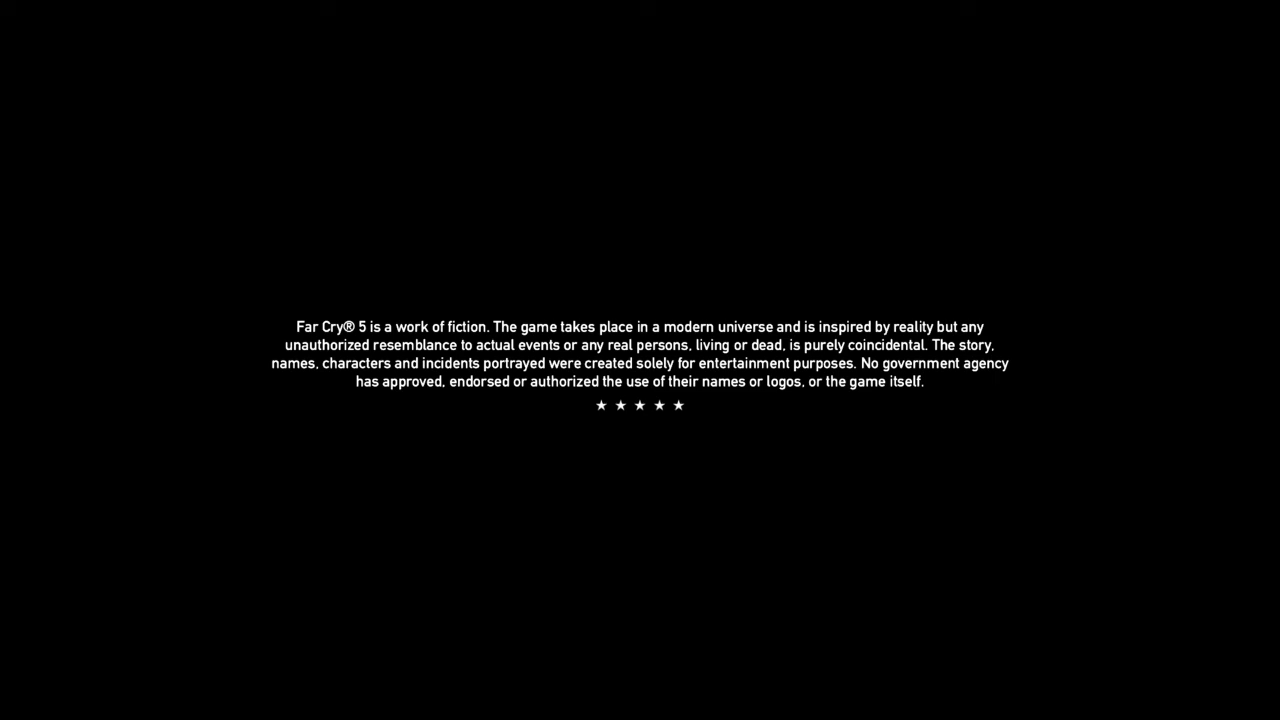 Far Cry® 5 is a work of fiction. The game takes place in a modern universe and is inspired by reality but any
unauthorized resemblance to actual events or any real persons, living or dead, is purely coincidental. The story,
names, characters and incidents portrayed were created solely for entertainment purposes. No government agency
has approved, endorsed or authorized the use of their names or logos, or the game itself.
★ ★ ★ ★ ★